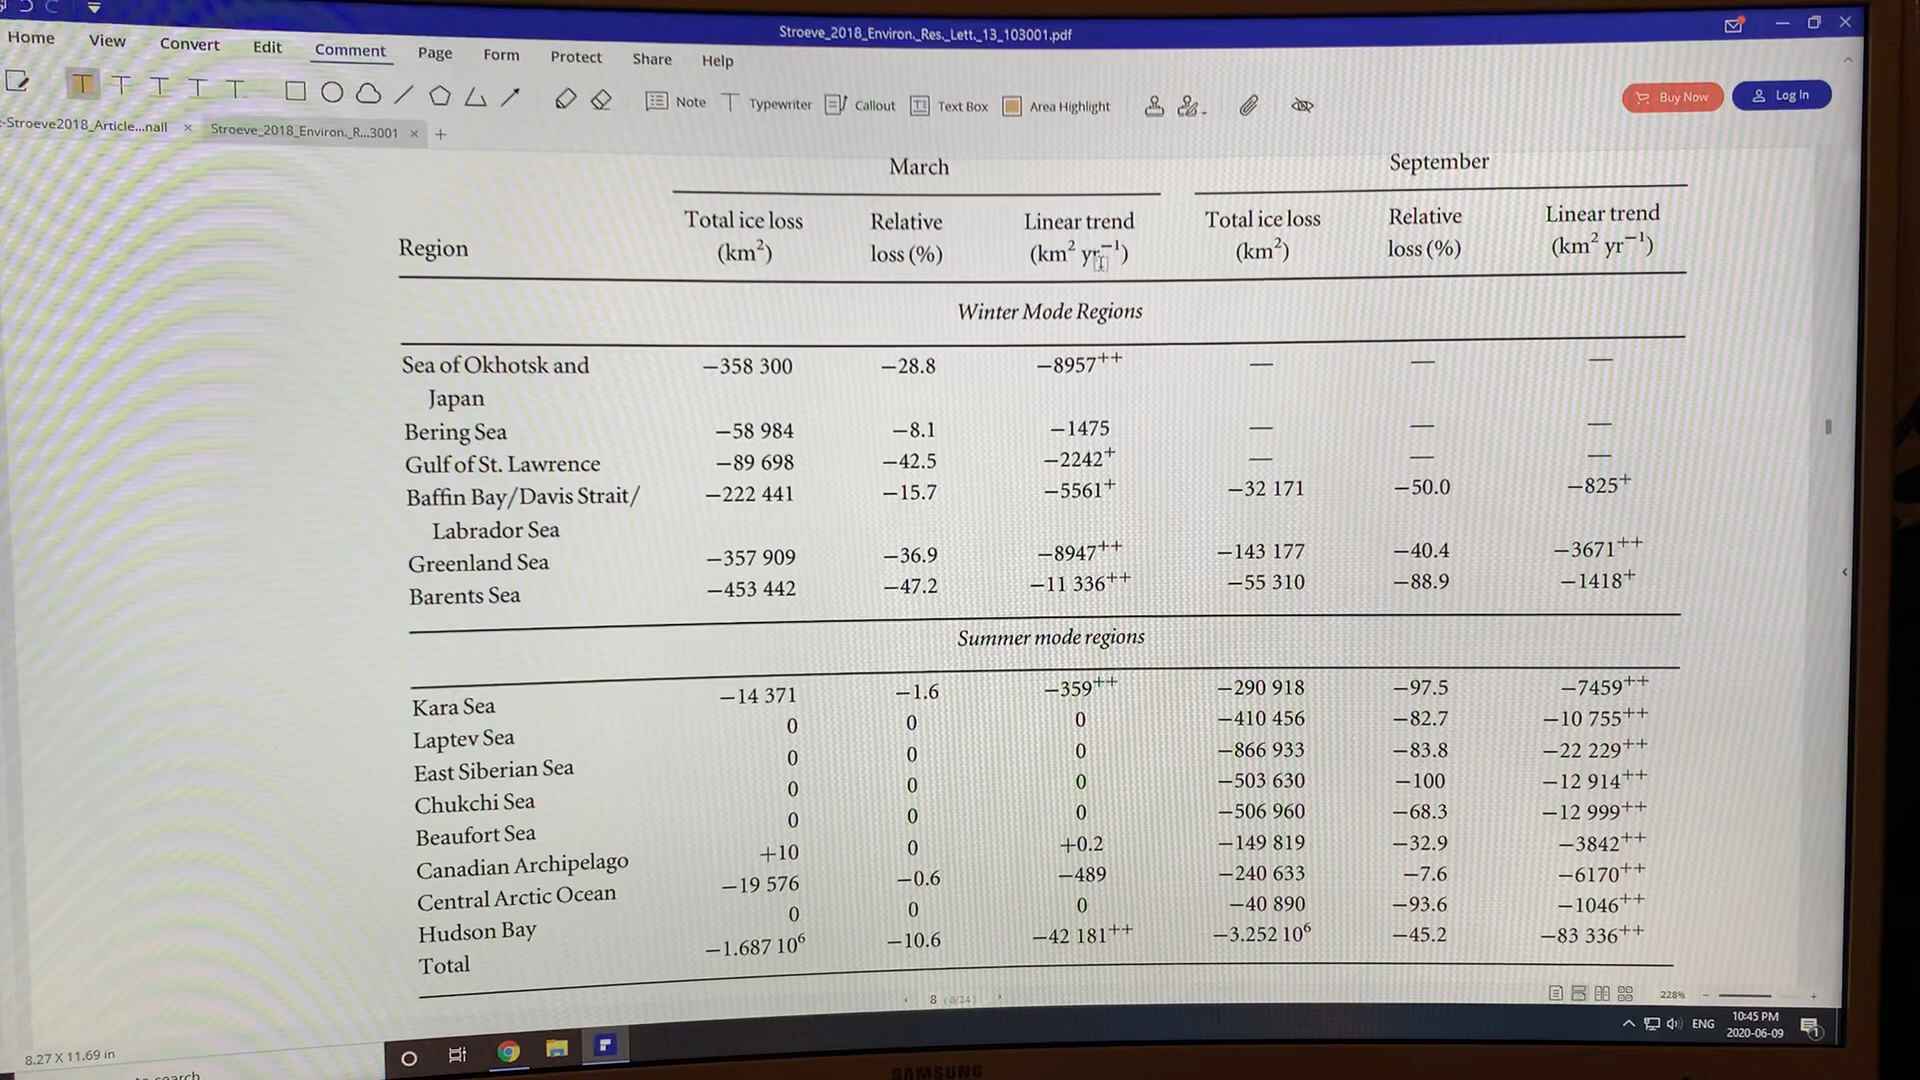 Stroeve_2018_Environ._Res._Lett._13_103001.pdf
Home View Convert Edit Comment Page Form Protect Share Help
Note Typewriter Callout Text Box Area Highlight Buy Now Log In
-Stroeve2018_Article...nall × Stroeve_2018_Environ._R...3001 × +
March September
Region Total ice loss (km²) Relative loss (%) Linear trend (km² yr⁻¹) Total ice loss (km²) Relative loss (%) Linear trend (km² yr⁻¹)
Winter Mode Regions
Sea of Okhotsk and −358 300 −28.8 −8957⁺⁺ — — —
Japan
Bering Sea −58 984 −8.1 −1475 — — —
Gulf of St. Lawrence −89 698 −42.5 −2242⁺ — — —
Baffin Bay/Davis Strait/ −222 441 −15.7 −5561⁺ −32 171 −50.0 −825⁺
Labrador Sea
Greenland Sea −357 909 −36.9 −8947⁺⁺ −143 177 −40.4 −3671⁺⁺
Barents Sea −453 442 −47.2 −11 336⁺⁺ −55 310 −88.9 −1418⁺
Summer mode regions
Kara Sea −14 371 −1.6 −359⁺⁺ −290 918 −97.5 −7459⁺⁺
Laptev Sea 0 0 0 −410 456 −82.7 −10 755⁺⁺
East Siberian Sea 0 0 0 −866 933 −83.8 −22 229⁺⁺
Chukchi Sea 0 0 0 −503 630 −100 −12 914⁺⁺
Beaufort Sea 0 0 0 −506 960 −68.3 −12 999⁺⁺
Canadian Archipelago +10 0 +0.2 −149 819 −32.9 −3842⁺⁺
Central Arctic Ocean −19 576 −0.6 −489 −240 633 −7.6 −6170⁺⁺
Hudson Bay 0 0 0 −40 890 −93.6 −1046⁺⁺
Total −1.687 10⁶ −10.6 −42 181⁺⁺ −3.252 10⁶ −45.2 −83 336⁺⁺
8 (8/24) 228%
8.27 X 11.69 in
ENG 10:45 PM
2020-06-09
search
SAMSUNG